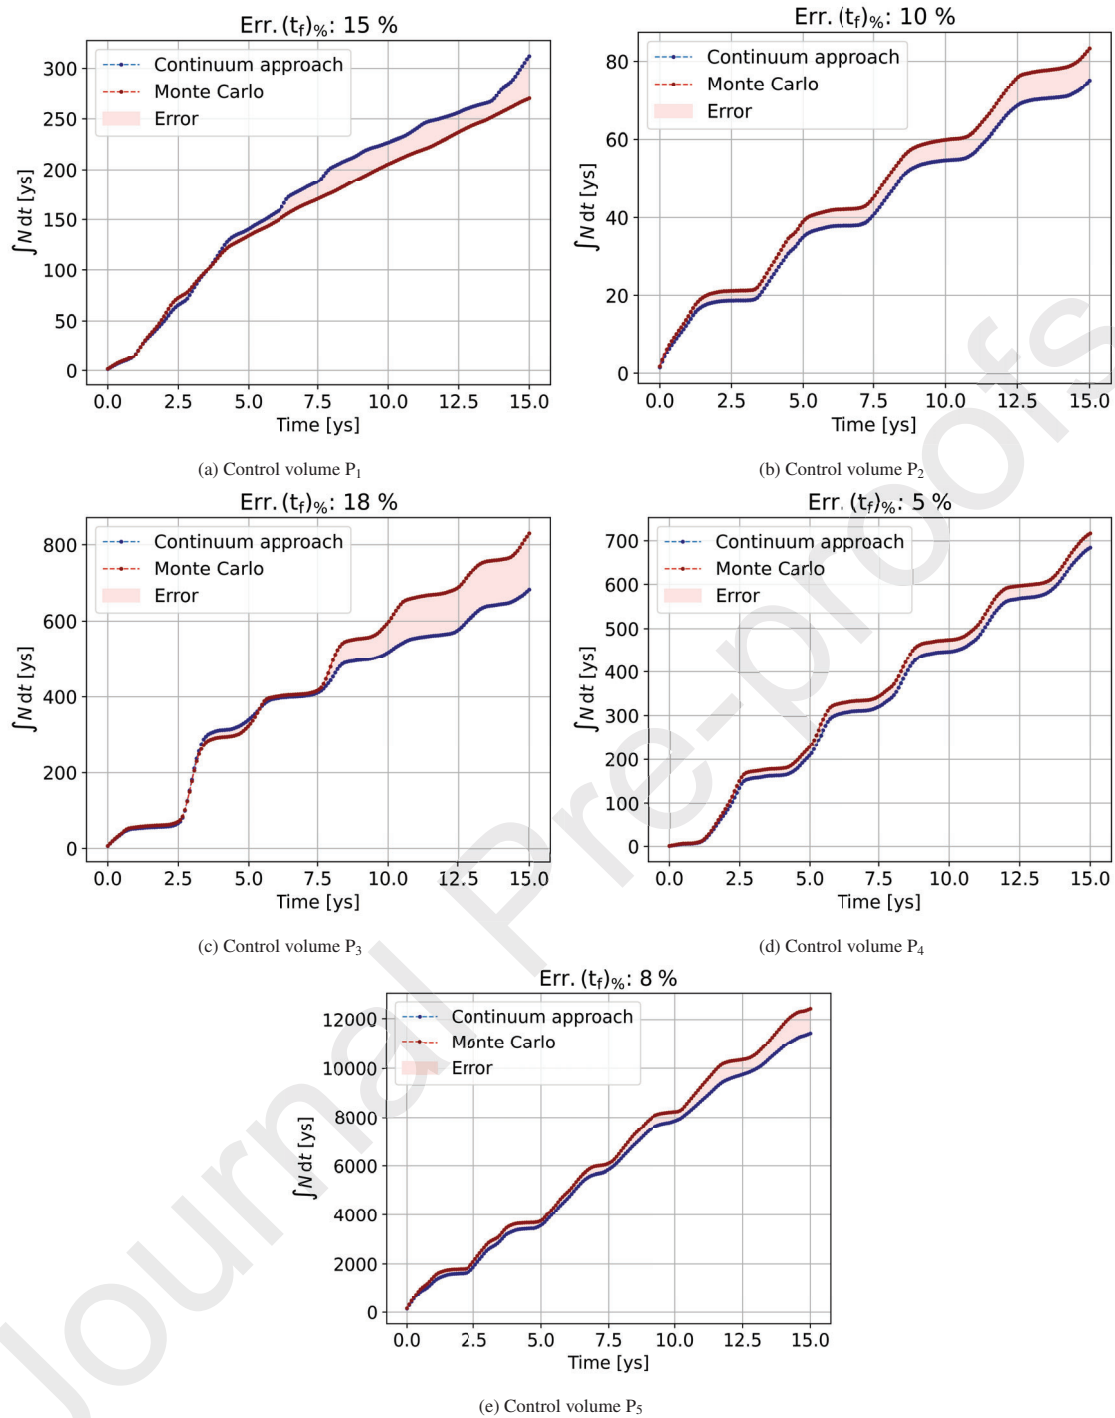 Err. (tf)%: 15 %
Continuum approach
Monte Carlo
Error
300
250
200
150
100
50
0
∫N dt [ys]
0.0 2.5 5.0 7.5 10.0 12.5 15.0
Time [ys]
(a) Control volume P1
Err. (tf)%: 10 %
Continuum approach
Monte Carlo
Error
80
60
40
20
0
∫N dt [ys]
0.0 2.5 5.0 7.5 10.0 12.5 15.0
Time [ys]
(b) Control volume P2
Err. (tf)%: 18 %
Continuum approach
Monte Carlo
Error
800
600
400
200
0
∫N dt [ys]
0.0 2.5 5.0 7.5 10.0 12.5 15.0
Time [ys]
(c) Control volume P3
Err. (tf)%: 5 %
Continuum approach
Monte Carlo
Error
700
600
500
400
300
200
100
0
∫N dt [ys]
0.0 2.5 5.0 7.5 10.0 12.5 15.0
Time [ys]
(d) Control volume P4
Err. (tf)%: 8 %
Continuum approach
Monte Carlo
Error
12000
10000
8000
6000
4000
2000
0
∫N dt [ys]
0.0 2.5 5.0 7.5 10.0 12.5 15.0
Time [ys]
(e) Control volume P5
Journal Pre-proofs